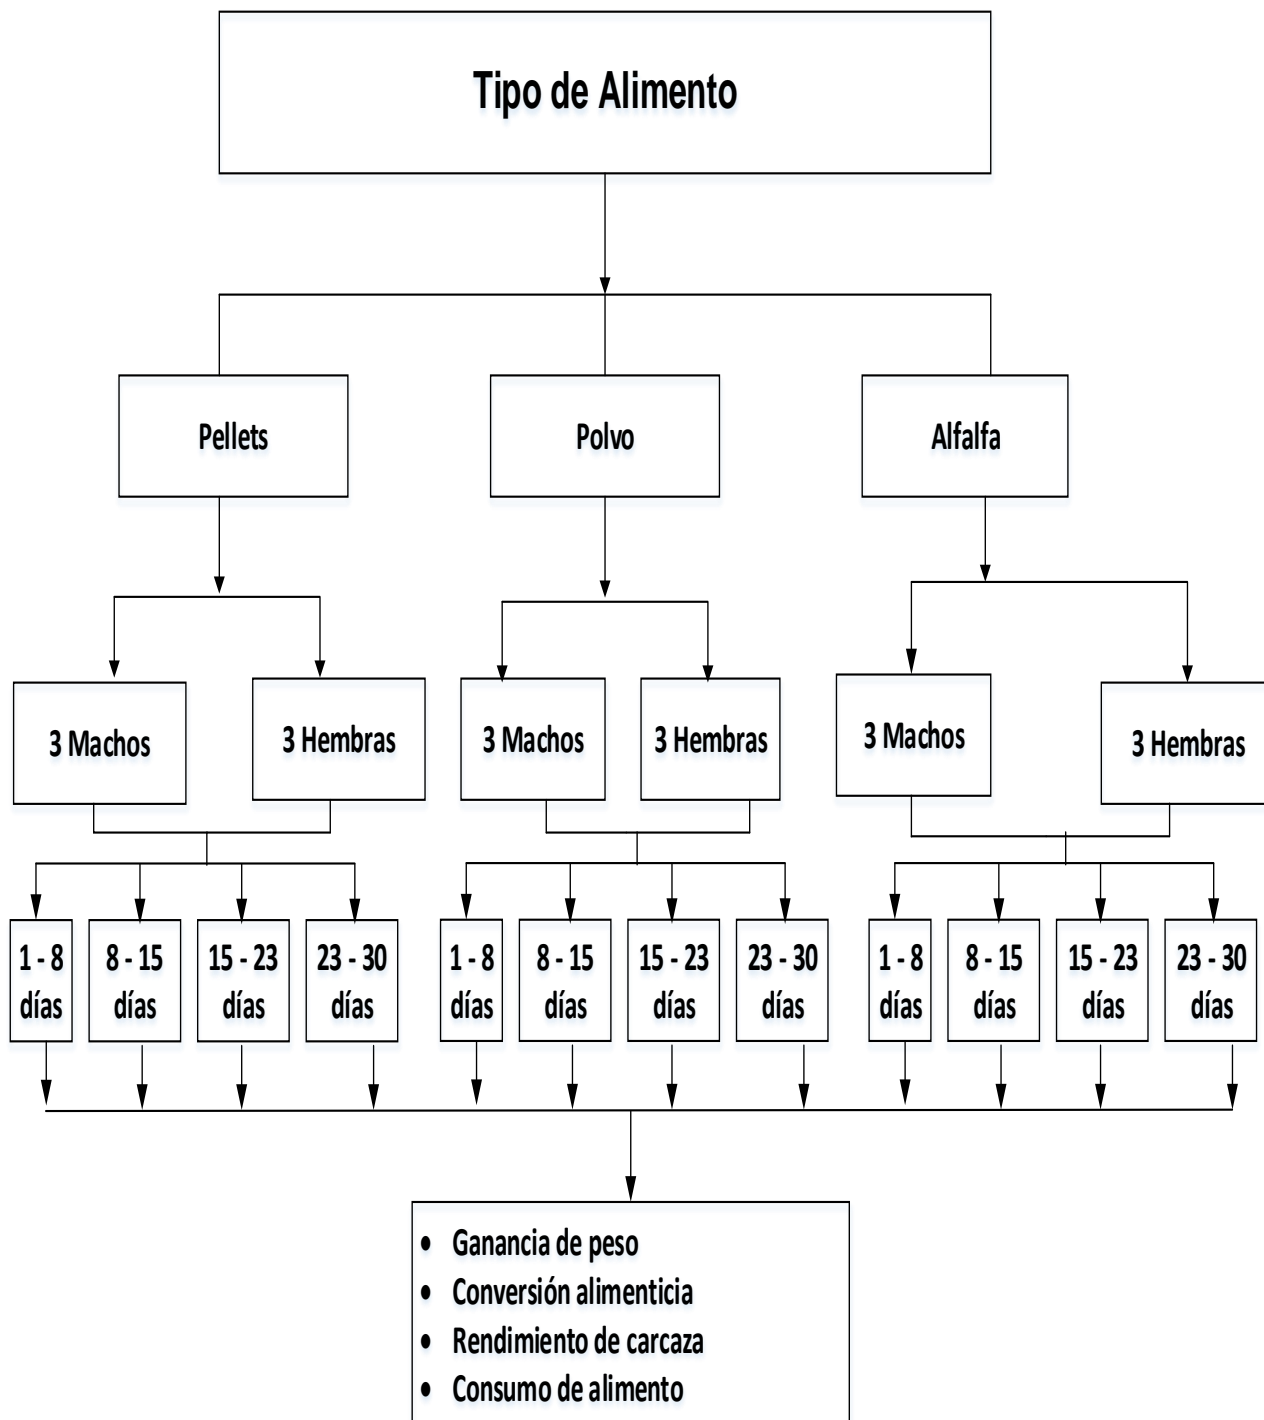 Tipo de Alimento
Pellets
Polvo
Alfalfa
3 Machos
3 Hembras
3 Machos
3 Hembras
3 Machos
3 Hembras
1 - 8
días
8 - 15
días
15 - 23
días
23 - 30
días
1 - 8
días
8 - 15
días
15 - 23
días
23 - 30
días
1 - 8
días
8 - 15
días
15 - 23
días
23 - 30
días
• Ganancia de peso
• Conversión alimenticia
• Rendimiento de carcaza
• Consumo de alimento